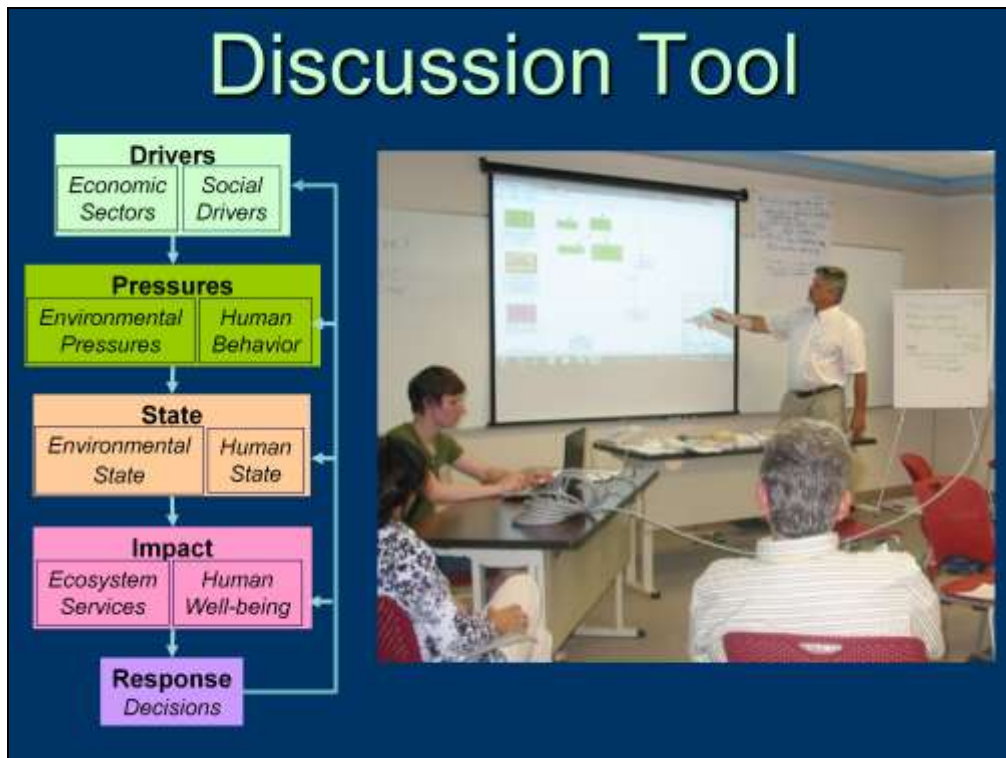 Discussion Tool
Drivers
Economic
Sectors
Social
Drivers
Pressures
Environmental
Pressures
Human
Behavior
State
Environmental
State
Human
State
Impact
Ecosystem
Services
Human
Well-being
Response
Decisions